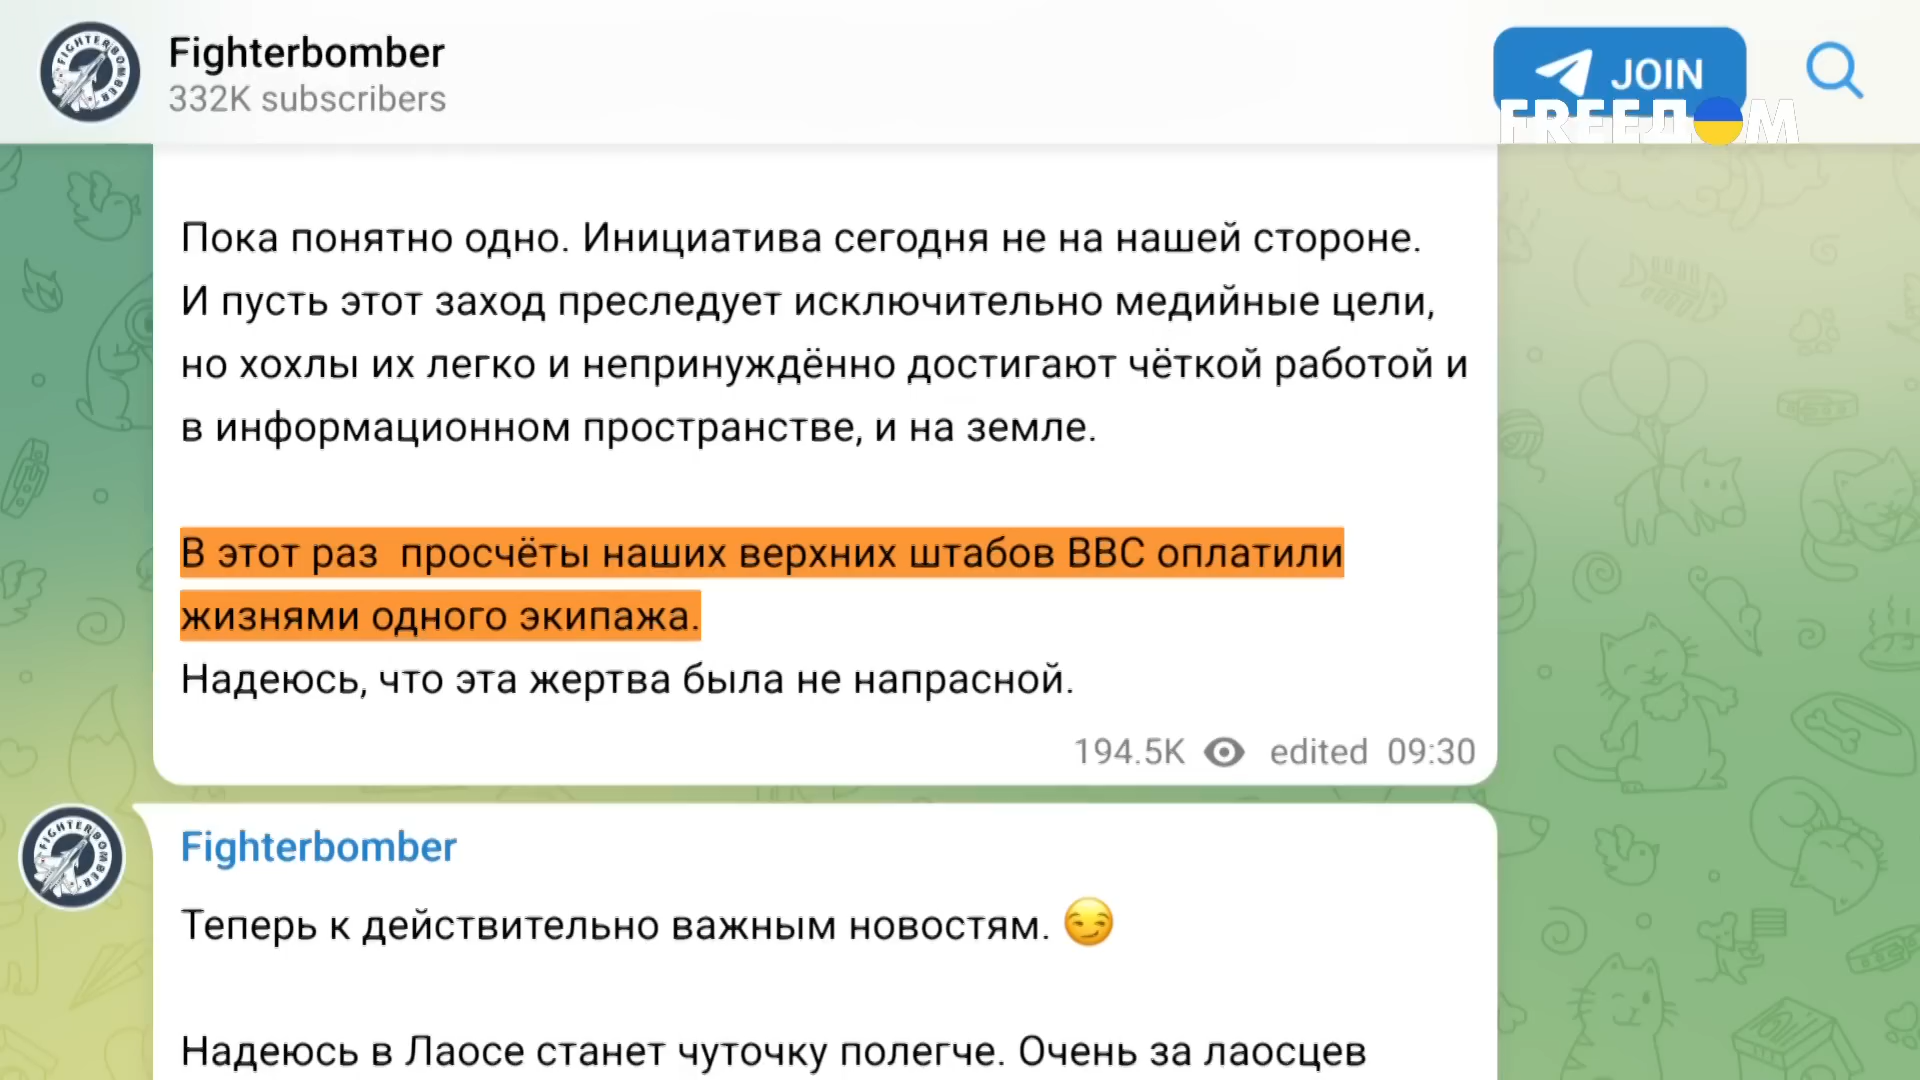 Fighterbomber
332K subscribers
JOIN
FREEДOM
Пока понятно одно. Инициатива сегодня не на нашей стороне.
И пусть этот заход преследует исключительно медийные цели,
но хохлы их легко и непринуждённо достигают чёткой работой и
в информационном пространстве, и на земле.
В этот раз просчёты наших верхних штабов ВВС оплатили
жизнями одного экипажа.
Надеюсь, что эта жертва была не напрасной.
194.5K edited 09:30
FIGHTERBOMBER
Fighterbomber
Теперь к действительно важным новостям. 😏
Надеюсь в Лаосе станет чуточку полегче. Очень за лаосцев